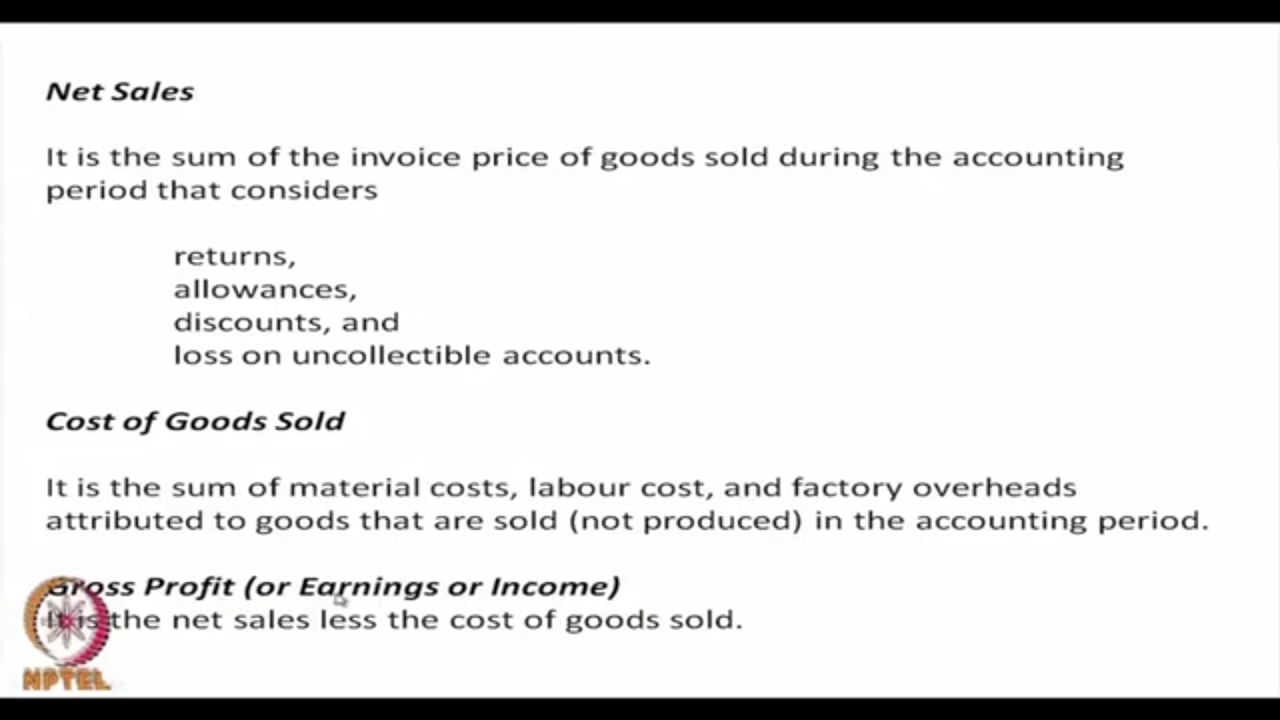 Net Sales
It is the sum of the invoice price of goods sold during the accounting
period that considers
returns,
allowances,
discounts, and
loss on uncollectible accounts.
Cost of Goods Sold
It is the sum of material costs, labour cost, and factory overheads
attributed to goods that are sold (not produced) in the accounting period.
Gross Profit (or Earnings or Income)
It is the net sales less the cost of goods sold.
NPTEL